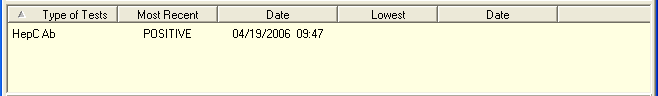 Type of Tests Most Recent Date Lowest Date
HepC Ab POSITIVE 04/19/2006 09:47